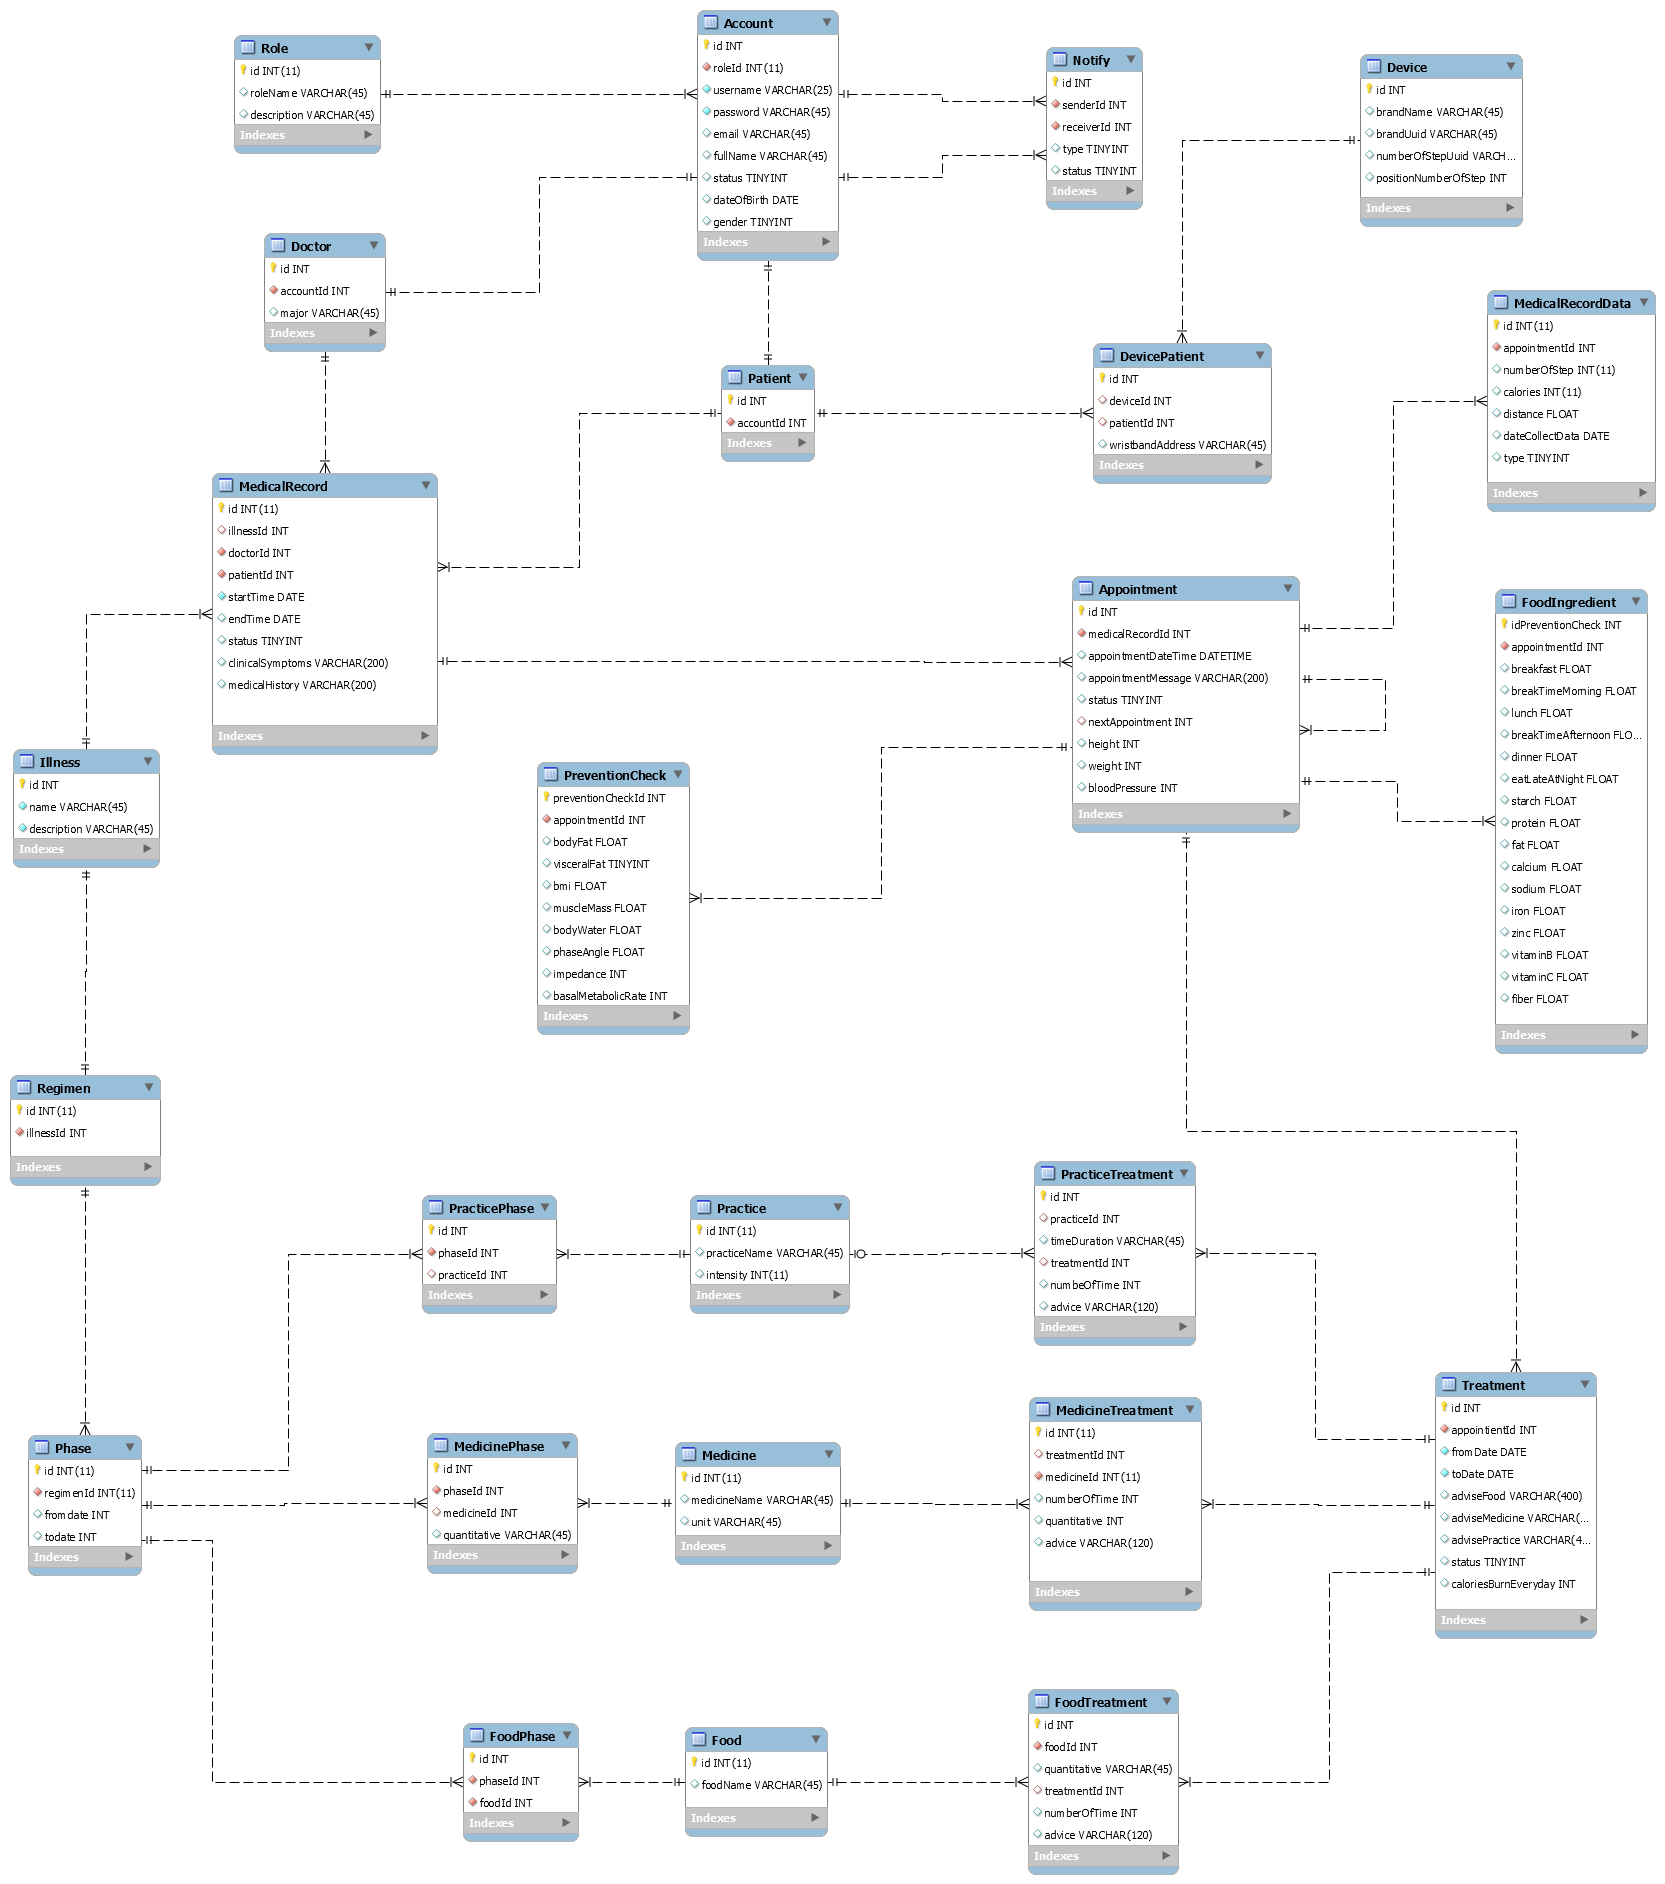 Role
id INT(11)
roleName VARCHAR(45)
description VARCHAR(45)
Indexes
Account
id INT
roleId INT(11)
username VARCHAR(25)
password VARCHAR(45)
email VARCHAR(45)
fullName VARCHAR(45)
status TINYINT
dateOfBirth DATE
gender TINYINT
Indexes
Notify
id INT
senderId INT
receiverId INT
type TINYINT
status TINYINT
Indexes
Device
id INT
brandName VARCHAR(45)
brandUuid VARCHAR(45)
numberOfStepUuid VARCH...
positionNumberOfStep INT
Indexes
Doctor
id INT
accountId INT
major VARCHAR(45)
Indexes
Patient
id INT
accountId INT
Indexes
DevicePatient
id INT
deviceId INT
patientId INT
wristbandAddress VARCHAR(45)
Indexes
MedicalRecordData
id INT(11)
appointmentId INT
numberOfStep INT(11)
calories INT(11)
distance FLOAT
dateCollectData DATE
type TINYINT
Indexes
MedicalRecord
id INT(11)
illnessId INT
doctorId INT
patientId INT
startTime DATE
endTime DATE
status TINYINT
clinicalSymptoms VARCHAR(200)
medicalHistory VARCHAR(200)
Indexes
Appointment
id INT
medicalRecordId INT
appointmentDateTime DATETIME
appointmentMessage VARCHAR(200)
status TINYINT
nextAppointment INT
height INT
weight INT
bloodPressure INT
Indexes
FoodIngredient
idPreventionCheck INT
appointmentId INT
breakfast FLOAT
breakTimeMorning FLOAT
lunch FLOAT
breakTimeAfternoon FLO...
dinner FLOAT
eatLateAtNight FLOAT
starch FLOAT
protein FLOAT
fat FLOAT
calcium FLOAT
sodium FLOAT
iron FLOAT
zinc FLOAT
vitaminB FLOAT
vitaminC FLOAT
fiber FLOAT
Indexes
Illness
id INT
name VARCHAR(45)
description VARCHAR(45)
Indexes
PreventionCheck
preventionCheckId INT
appointmentId INT
bodyFat FLOAT
visceralFat TINYINT
bmi FLOAT
muscleMass FLOAT
bodyWater FLOAT
phaseAngle FLOAT
impedance INT
basalMetabolicRate INT
Indexes
Regimen
id INT(11)
illnessId INT
Indexes
PracticePhase
id INT
phaseId INT
practiceId INT
Indexes
Practice
id INT(11)
practiceName VARCHAR(45)
intensity INT(11)
Indexes
PracticeTreatment
id INT
practiceId INT
timeDuration VARCHAR(45)
treatmentId INT
numbeOfTime INT
advice VARCHAR(120)
Indexes
Phase
id INT(11)
regimenId INT(11)
fromdate INT
todate INT
Indexes
MedicinePhase
id INT
phaseId INT
medicineId INT
quantitative VARCHAR(45)
Indexes
Medicine
id INT(11)
medicineName VARCHAR(45)
unit VARCHAR(45)
Indexes
MedicineTreatment
id INT(11)
treatmentId INT
medicineId INT(11)
numberOfTime INT
quantitative INT
advice VARCHAR(120)
Indexes
Treatment
id INT
appointientId INT
fromDate DATE
toDate DATE
adviseFood VARCHAR(400)
adviseMedicine VARCHAR(...
advisePractice VARCHAR(4...
status TINYINT
caloriesBurnEveryday INT
Indexes
FoodPhase
id INT
phaseId INT
foodId INT
Indexes
Food
id INT(11)
foodName VARCHAR(45)
Indexes
FoodTreatment
id INT
foodId INT
quantitative VARCHAR(45)
treatmentId INT
numberOfTime INT
advice VARCHAR(120)
Indexes